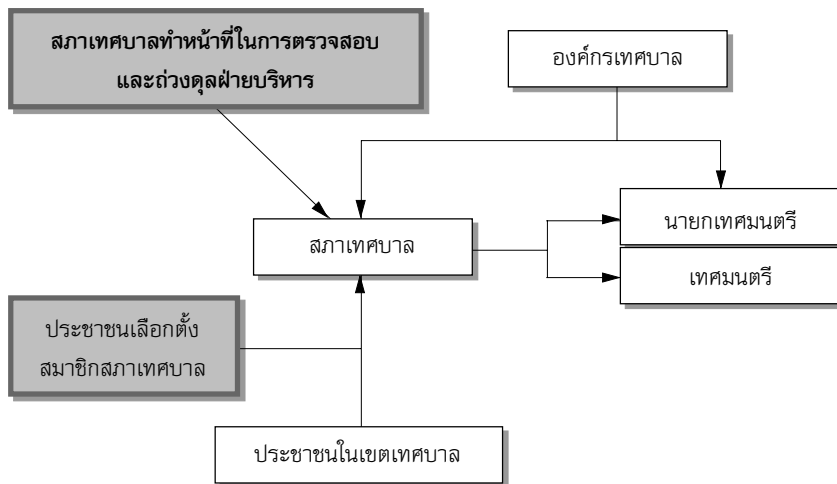 สภาเทศบาลทำหน้าที่ในการตรวจสอบ
และถ่วงดุลฝ่ายบริหาร
องค์กรเทศบาล
นายกเทศมนตรี
สภาเทศบาล
เทศมนตรี
ประชาชนเลือกตั้ง
สมาชิกสภาเทศบาล
ประชาชนในเขตเทศบาล